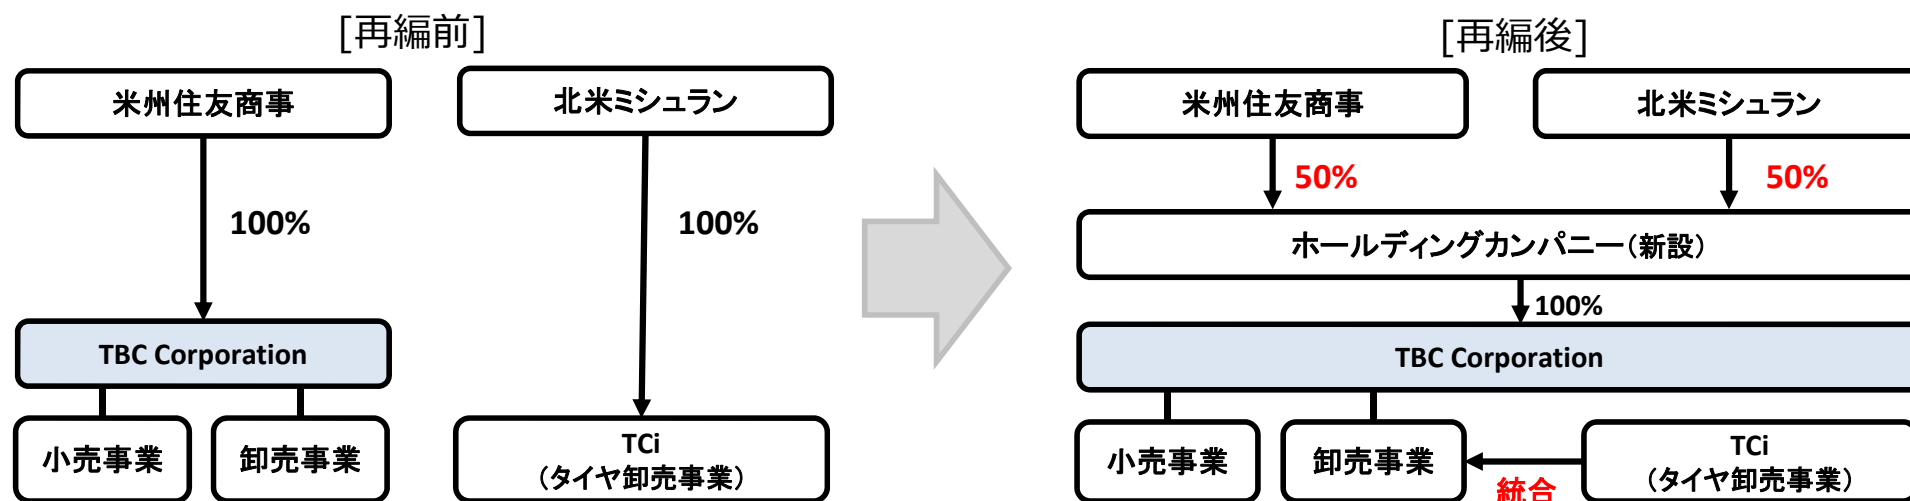 [再編前]
米州住友商事
北米ミシュラン
100%
100%
TBC Corporation
小売事業
卸売事業
TCi
（タイヤ卸売事業）
[再編後]
米州住友商事
北米ミシュラン
50%
50%
ホールディングカンパニー（新設）
100%
TBC Corporation
小売事業
卸売事業
統合
TCi
（タイヤ卸売事業）